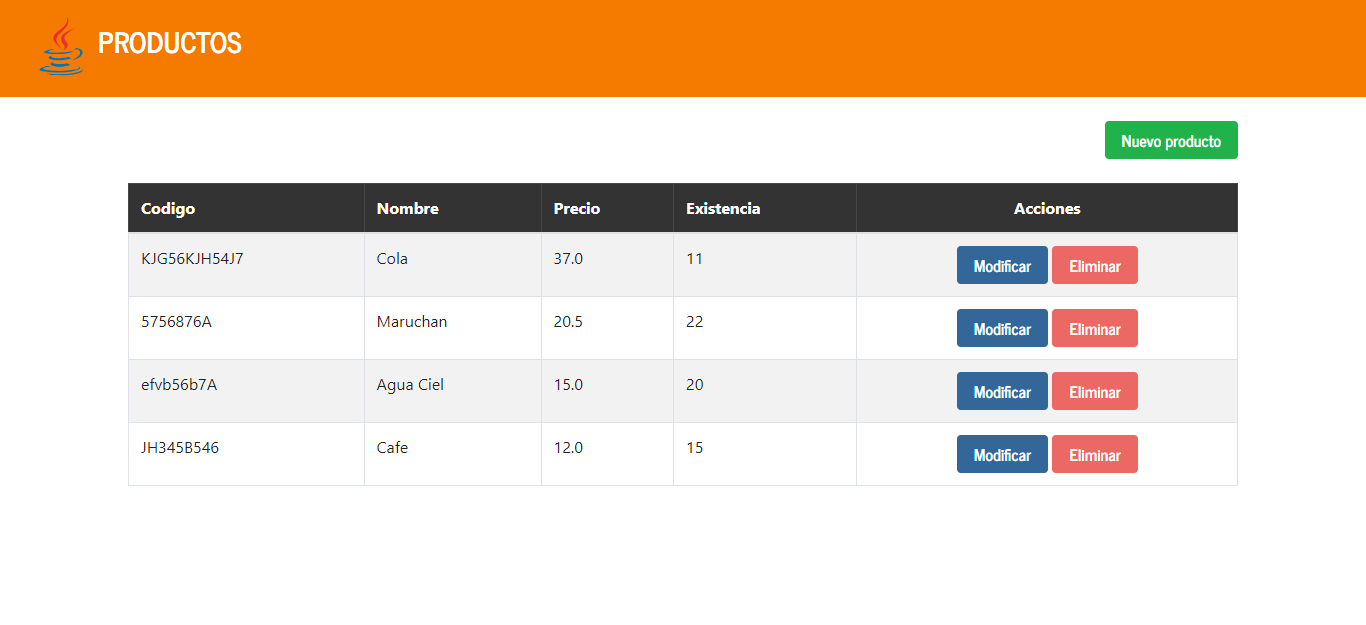 PRODUCTOS
Nuevo producto
Codigo Nombre Precio Existencia Acciones
KJG56KJH54J7 Cola 37.0 11 Modificar Eliminar
5756876A Maruchan 20.5 22 Modificar Eliminar
efvb56b7A Agua Ciel 15.0 20 Modificar Eliminar
JH345B546 Cafe 12.0 15 Modificar Eliminar